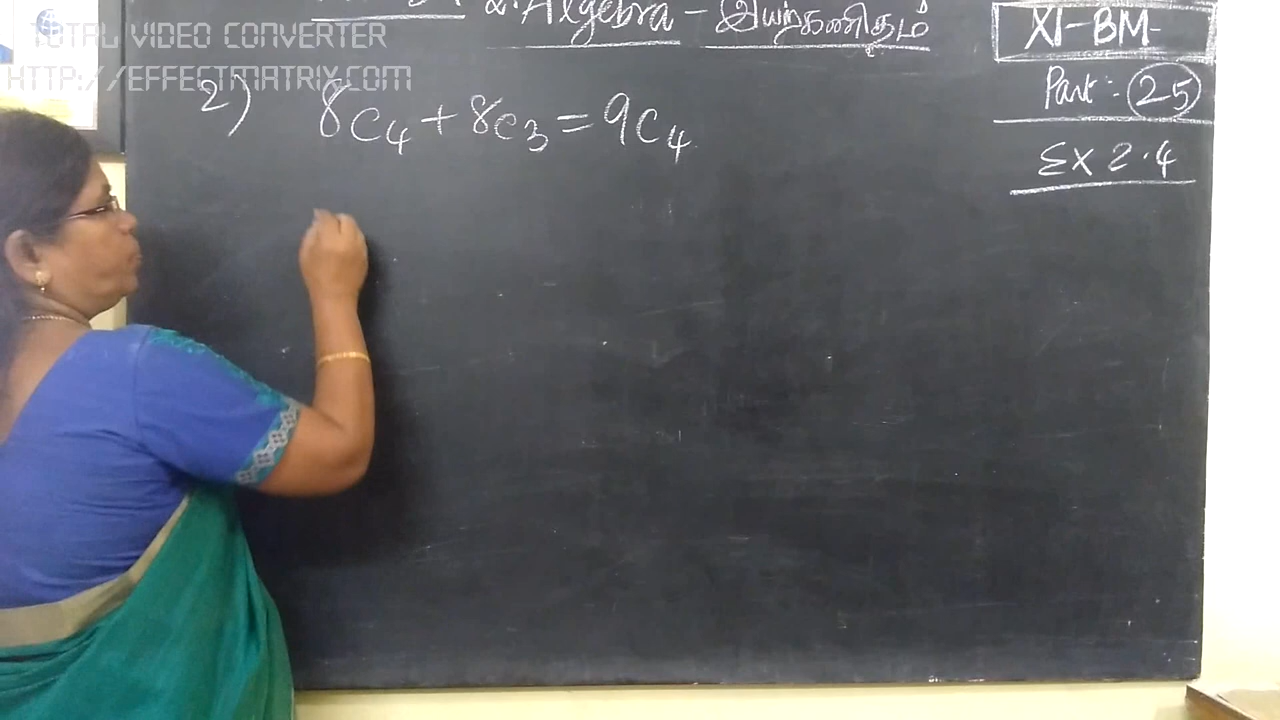 TOTAL VIDEO CONVERTER
HTTP://EFFECTMATRIX.COM
2. Algebra - இயற்கணிதம்
XI-BM-
Part: 25
EX 2.4
2) 8C4 + 8C3 = 9C4